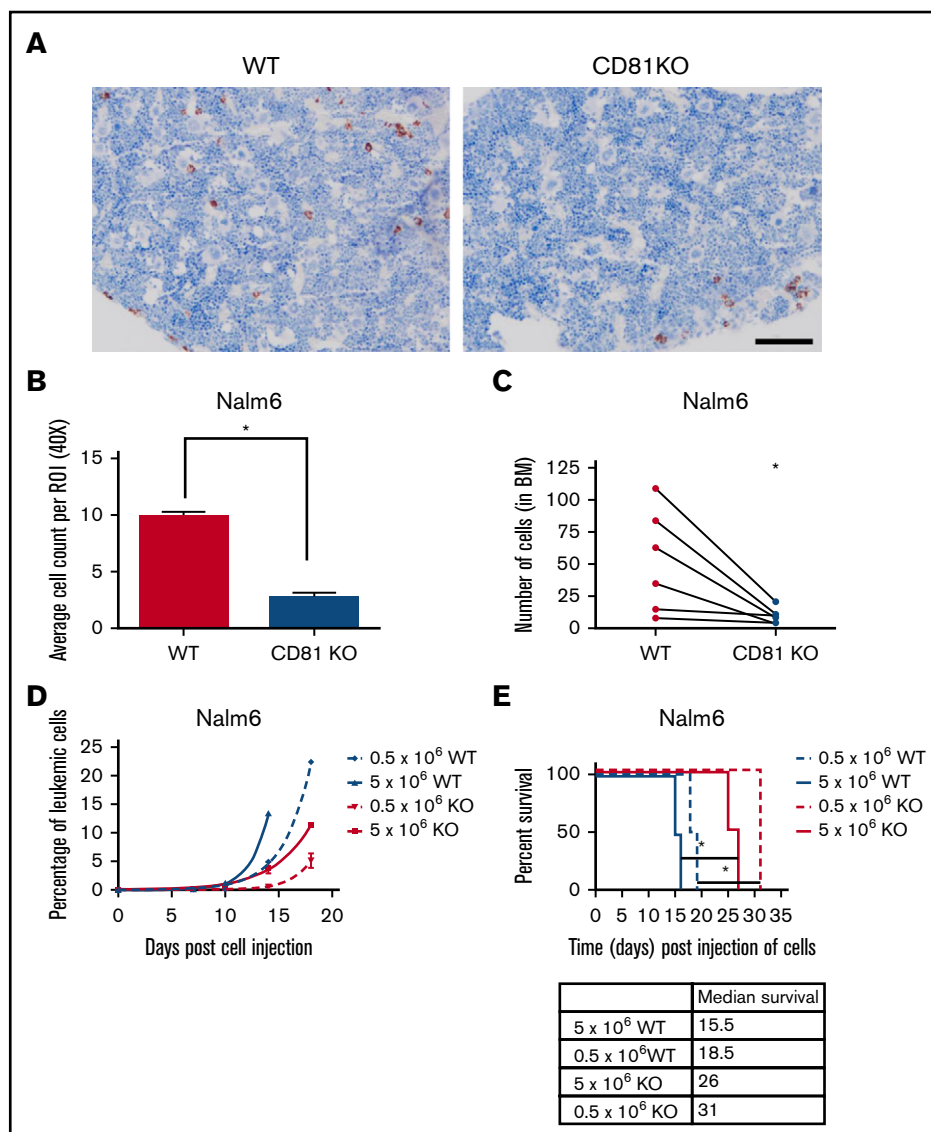 A
WT
CD81KO
B
Nalm6
*
Average cell count per ROI (40X)
15
10
5
0
WT
CD81 KO
C
Nalm6
*
Number of cells (in BM)
125
100
75
50
25
0
WT
CD81 KO
D
Nalm6
Percentage of leukemic cells
25
20
15
10
5
0
0
5
10
15
20
Days post cell injection
0.5 x 10⁶ WT
5 x 10⁶ WT
0.5 x 10⁶ KO
5 x 10⁶ KO
E
Nalm6
Percent survival
100
50
0
*
*
0 5 10 15 20 25 30 35
Time (days) post injection of cells
0.5 x 10⁶ WT
5 x 10⁶ WT
0.5 x 10⁶ KO
5 x 10⁶ KO
Median survival
5 x 10⁶ WT 15.5
0.5 x 10⁶WT 18.5
5 x 10⁶ KO 26
0.5 x 10⁶ KO 31